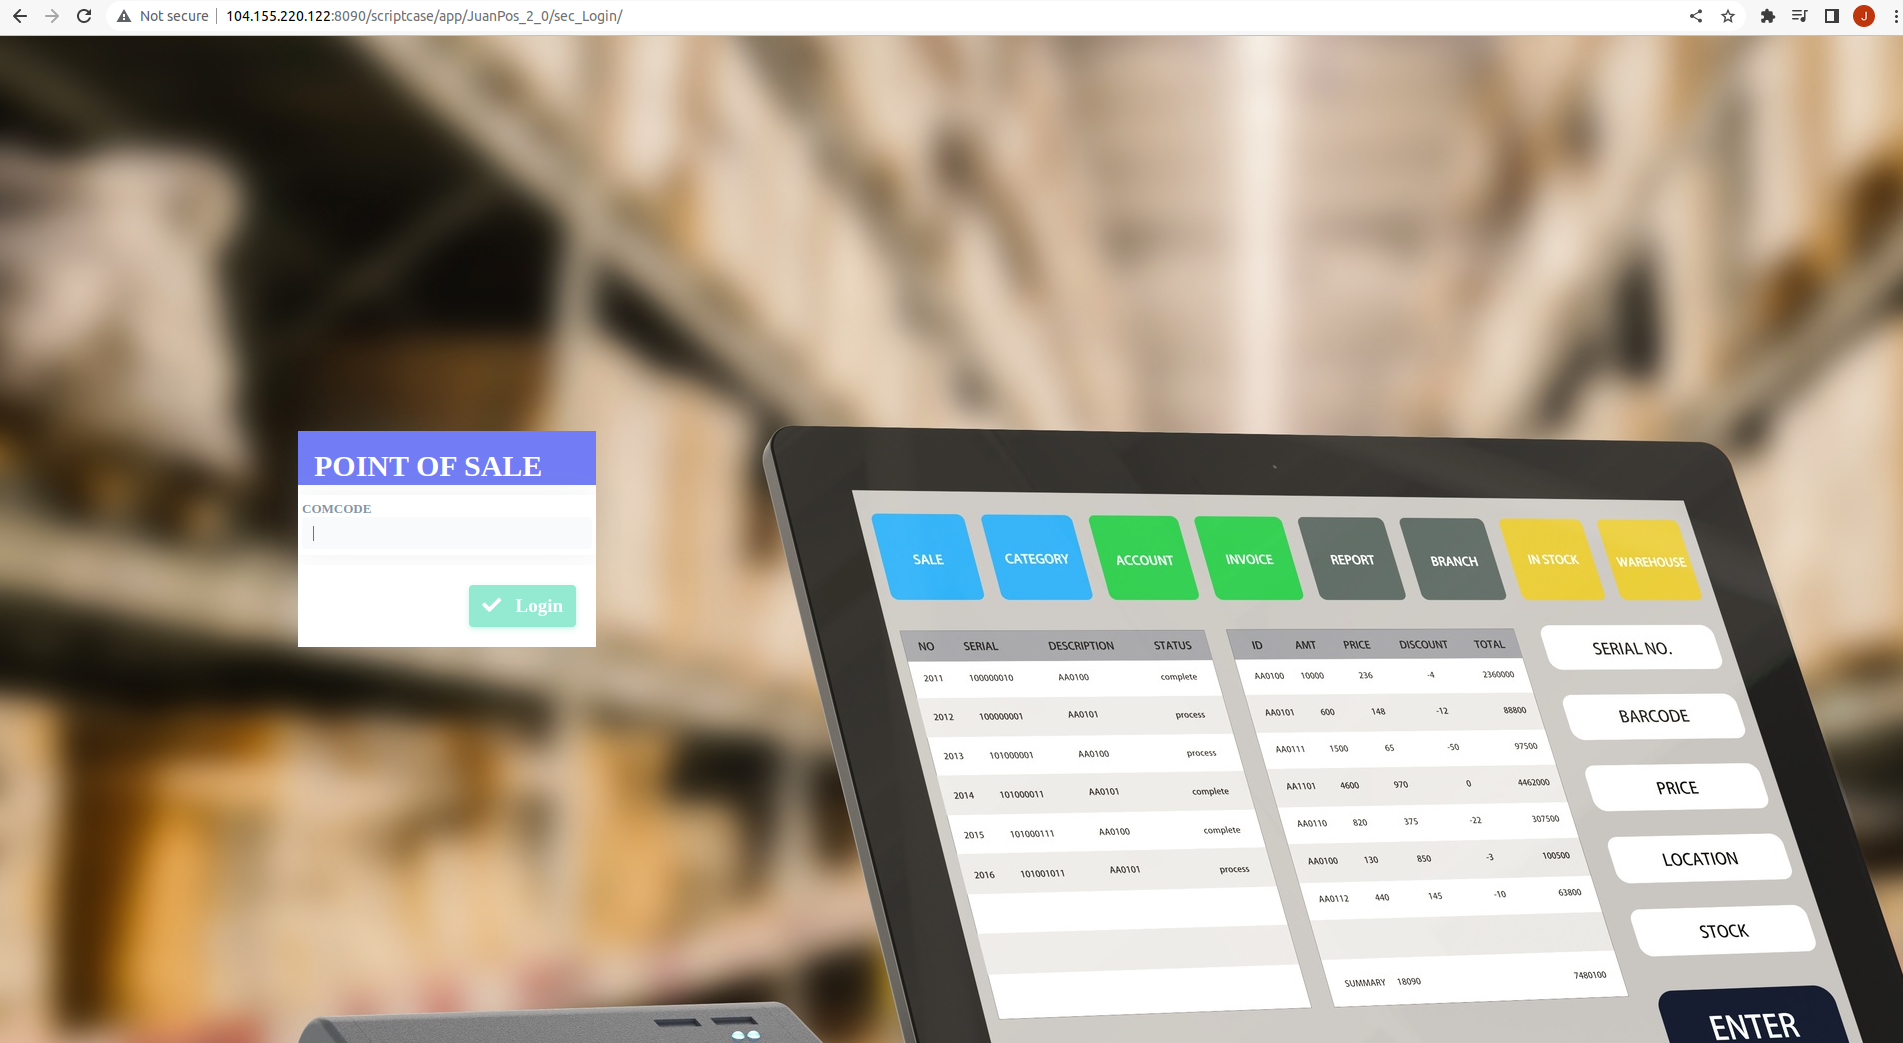 Not secure
104.155.220.122:8090/scriptcase/app/JuanPos_2_0/sec_Login/
J
POINT OF SALE
COMCODE
Login
SALE CATEGORY ACCOUNT INVOICE REPORT BRANCH IN STOCK WAREHOUSE
NO SERIAL DESCRIPTION STATUS
2011 100000010 AA0100 complete
2012 100000001 AA0101 process
2013 101000001 AA0100 process
2014 101000011 AA0101 complete
2015 101000111 AA0100 complete
2016 101001011 AA0101 process
ID AMT PRICE DISCOUNT TOTAL
AA0100 10000 236 -4 2360000
AA0101 600 148 -12 88800
AA0111 1500 65 -50 97500
AA1101 4600 970 0 4462000
AA0110 820 375 -22 307500
AA0100 130 850 -3 100500
AA0112 440 145 -10 63800
SUMMARY 18090 7480100
SERIAL NO.
BARCODE
PRICE
LOCATION
STOCK
ENTER